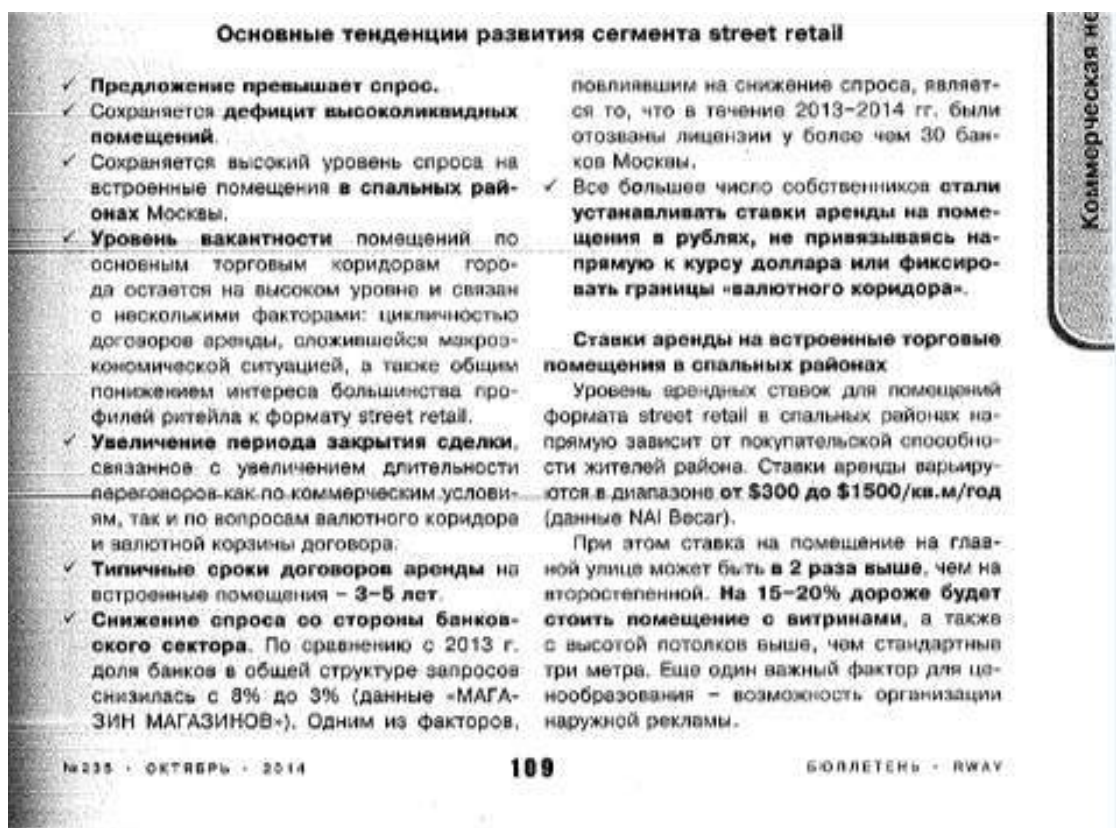 Основные тенденции развития сегмента street retail
✓ Предложение превышает спрос.
✓ Сохраняется дефицит высоколиквидных
помещений.
✓ Сохраняется высокий уровень спроса на
встроенные помещения в спальных рай-
онах Москвы.
✓ Уровень вакантности помещений по
основным торговым коридорам горо-
да остается на высоком уровне и связан
с несколькими факторами: цикличностью
договоров аренды, сложившейся макроэ-
кономической ситуацией, а также общим
понижением интереса большинства про-
филей ритейла к формату street retail.
✓ Увеличение периода закрытия сделки,
связанное с увеличением длительности
переговоров как по коммерческим услови-
ям, так и по вопросам валютного коридора
и валютной корзины договора.
✓ Типичные сроки договоров аренды на
встроенные помещения – 3–5 лет.
✓ Снижение спроса со стороны банков-
ского сектора. По сравнению с 2013 г.
доля банков в общей структуре запросов
снизилась с 8% до 3% (данные «МАГА-
ЗИН МАГАЗИНОВ»). Одним из факторов,
повлиявшим на снижение спроса, являет-
ся то, что в течение 2013–2014 гг. были
отозваны лицензии у более чем 30 бан-
ков Москвы.
✓ Все большее число собственников стали
устанавливать ставки аренды на поме-
щения в рублях, не привязываясь на-
прямую к курсу доллара или фиксиро-
вать границы «валютного коридора».
Ставки аренды на встроенные торговые
помещения в спальных районах
Уровень арендных ставок для помещений
формата street retail в спальных районах на-
прямую зависит от покупательской способно-
сти жителей района. Ставки аренды варьиру-
ются в диапазоне от $300 до $1500/кв.м/год
(данные NAI Becar).
При этом ставка на помещение на глав-
ной улице может быть в 2 раза выше, чем на
второстепенной. На 15–20% дороже будет
стоить помещение с витринами, а также
с высотой потолков выше, чем стандартные
три метра. Еще один важный фактор для це-
нообразования – возможность организации
наружной рекламы.
Коммерческая не
№235 · ОКТЯБРЬ · 2014
109
БЮЛЛЕТЕНЬ · RWAY